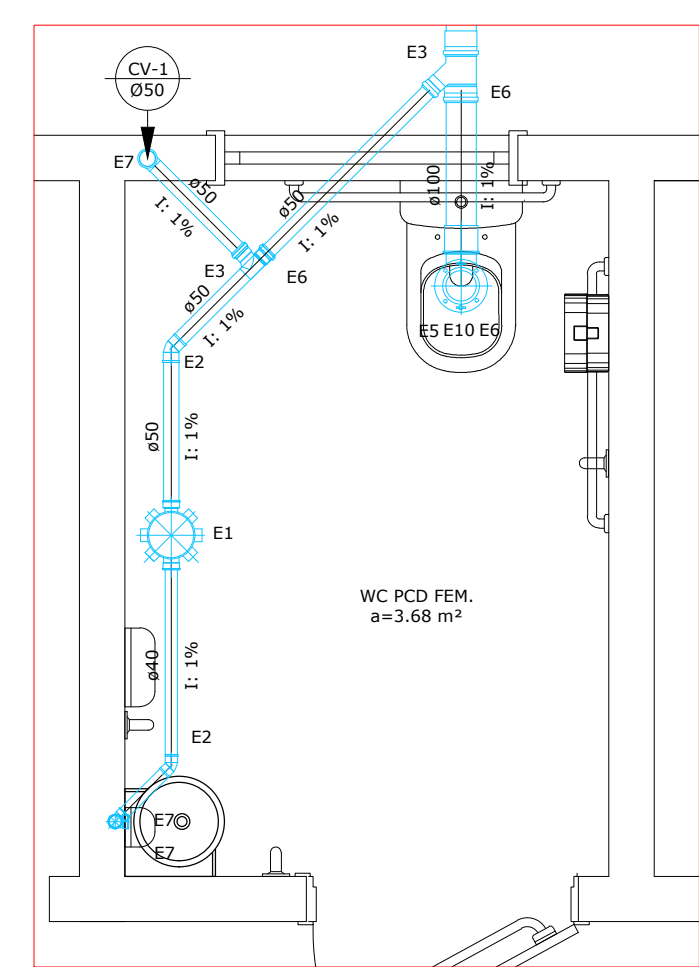 E3
CV-1
Ø50
E6
E7
ø50
I: 1%
ø50
I: 1%
ø100
I: 1%
E3
E6
ø50
I: 1%
E5 E10 E6
E2
ø50
I: 1%
E1
WC PCD FEM.
a=3.68 m²
ø40
I: 1%
E2
E7
E7